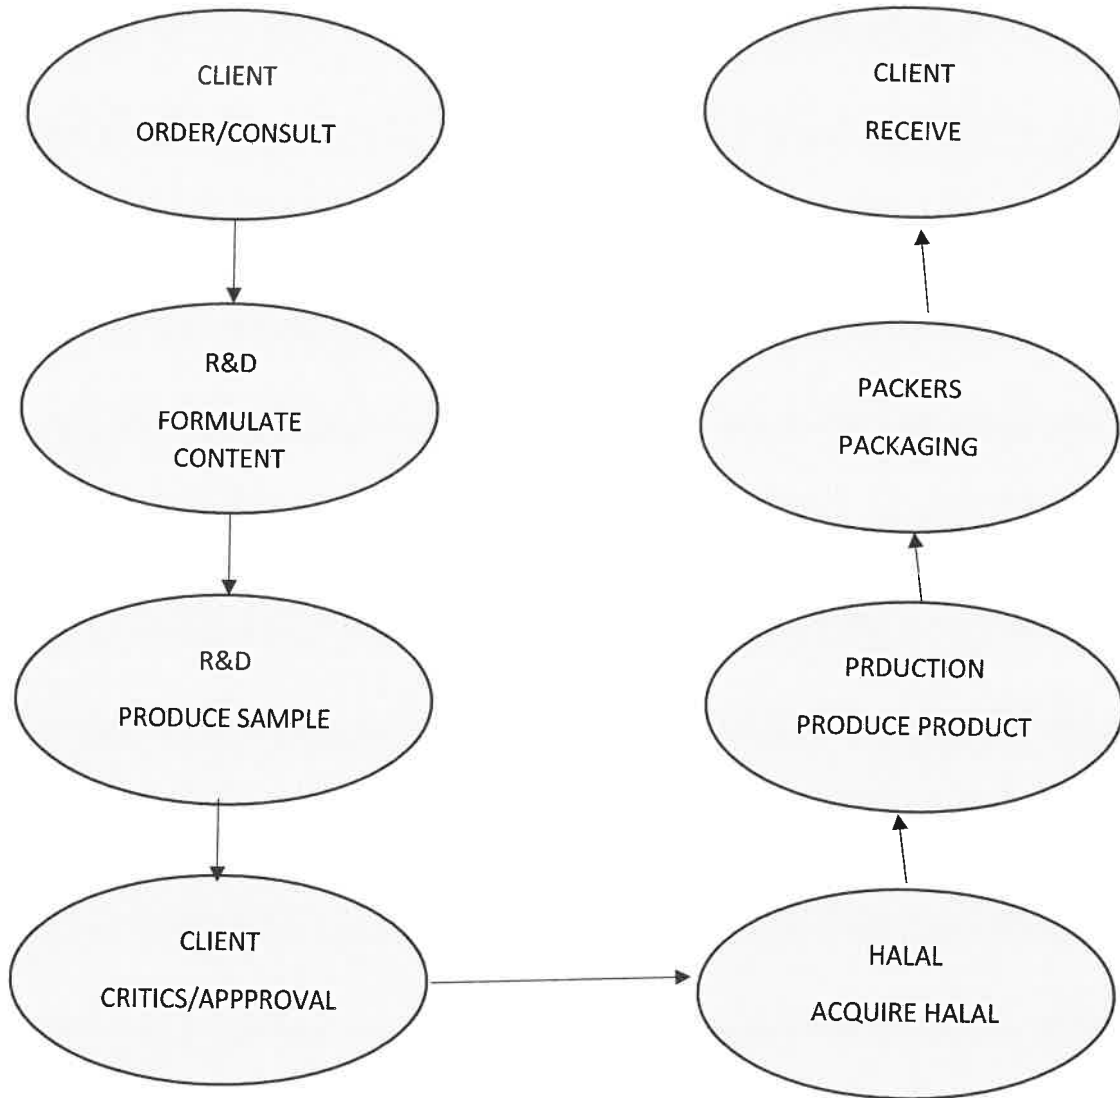 CLIENT
ORDER/CONSULT
R&D
FORMULATE
CONTENT
R&D
PRODUCE SAMPLE
CLIENT
CRITICS/APPPROVAL
HALAL
ACQUIRE HALAL
PRDUCTION
PRODUCE PRODUCT
PACKERS
PACKAGING
CLIENT
RECEIVE